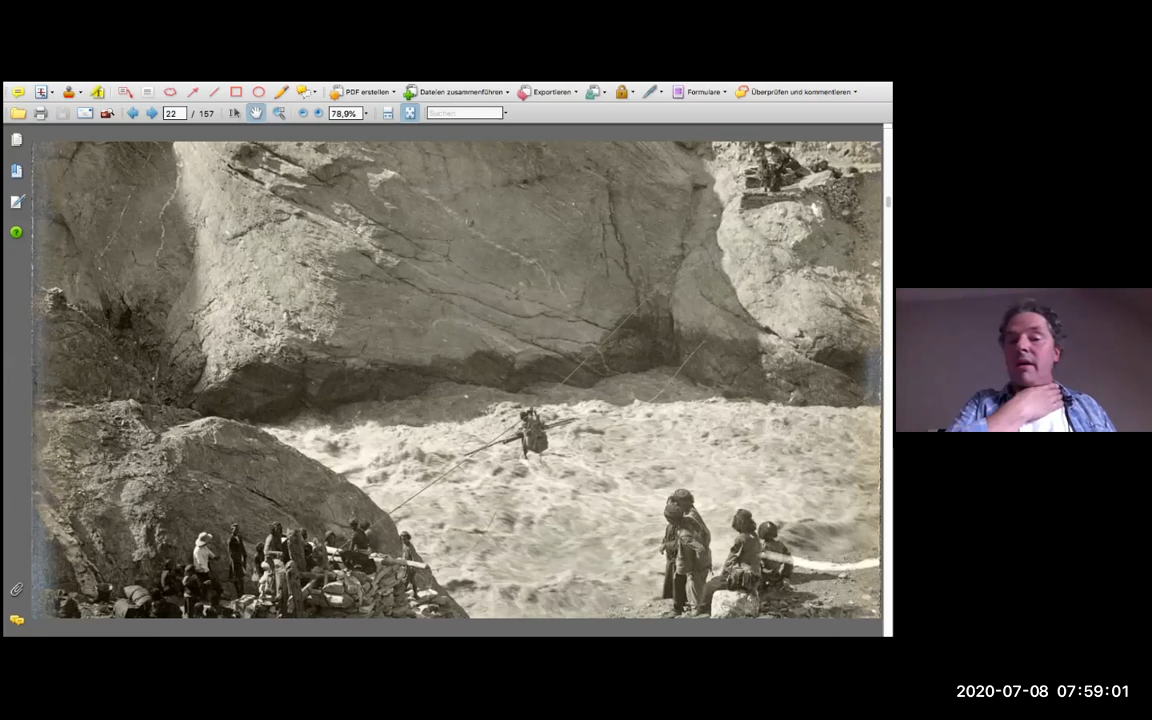 PDF erstellen Dateien zusammenführen Exportieren Formulare Überprüfen und kommentieren
22 / 157 78,9% Suchen
2020-07-08 07:59:01